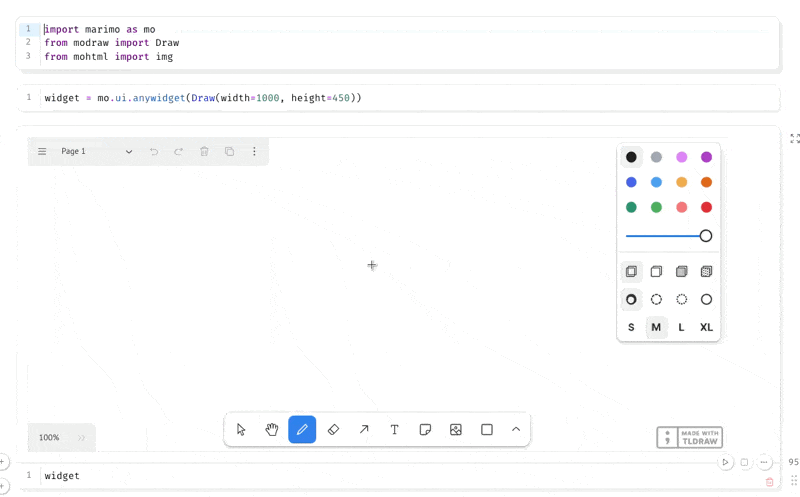 1 import marimo as mo
2 from modraw import Draw
3 from mohtml import img
1 widget = mo.ui.anywidget(Draw(width=1000, height=450))
Page 1
S M L XL
T
100%
MADE WITH
TLDRAW
95
1 widget